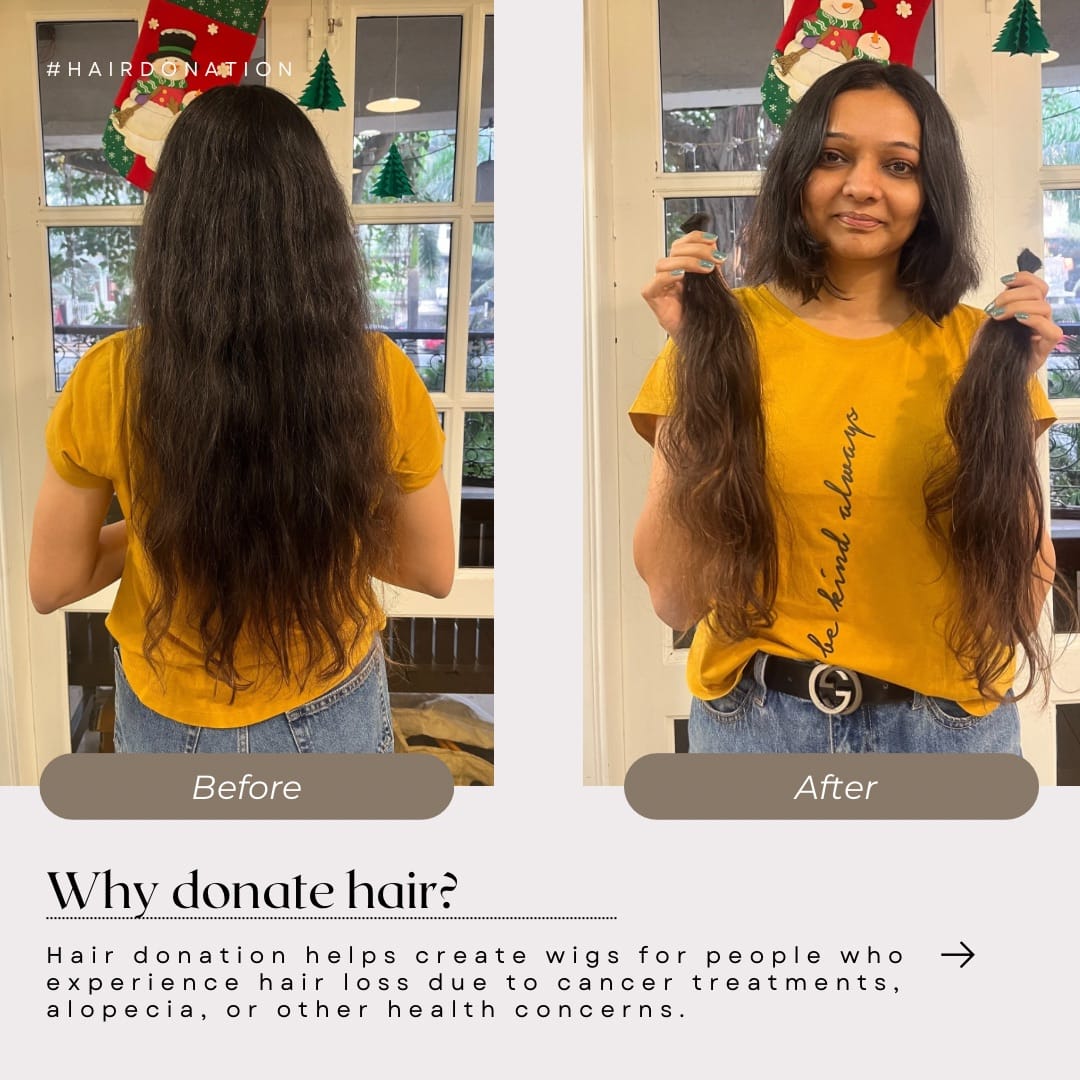 #HAIRDONATION
be kind always
G
Before
After
Why donate hair?
Hair donation helps create wigs for people who
experience hair loss due to cancer treatments,
alopecia, or other health concerns.